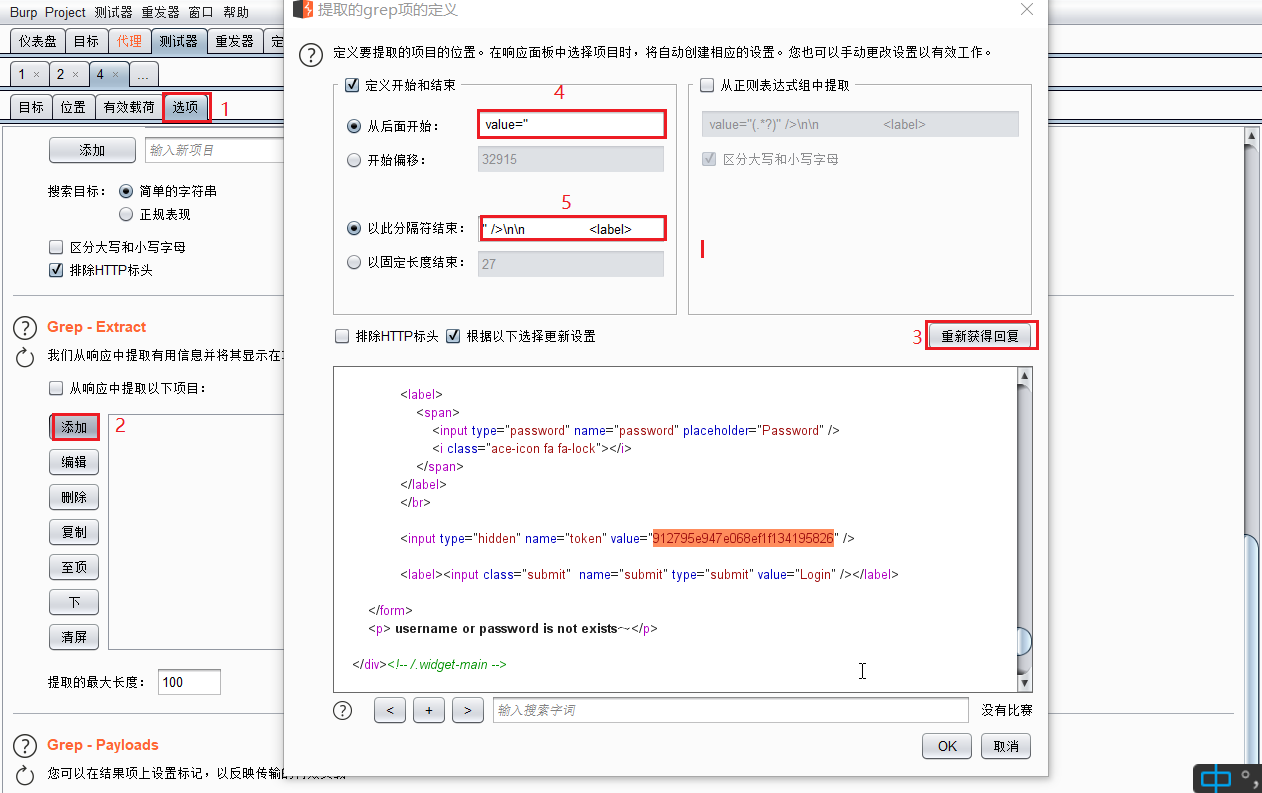 Burp Project 测试器 重发器 窗口 帮助
仪表盘 目标 代理 测试器 重发器
1 × 2 × 4 × ...
目标 位置 有效载荷 选项 1
添加 输入新项目
搜索目标： 简单的字符串
正规表现
区分大写和小写字母
排除HTTP标头
Grep - Extract
我们从响应中提取有用信息并将其显示在
从响应中提取以下项目：
添加 2
编辑
删除
复制
至顶
下
清屏
提取的最大长度： 100
Grep - Payloads
您可以在结果项上设置标记，以反映传输的有效负载
提取的grep项的定义
定义要提取的项目的位置。在响应面板中选择项目时，将自动创建相应的设置。您也可以手动更改设置以有效工作。
定义开始和结束
4
从后面开始： value="
开始偏移： 32915
5
以此分隔符结束： " />\n\n <label>
以固定长度结束： 27
从正则表达式组中提取
value="(.*?)" />\n\n <label>
区分大写和小写字母
排除HTTP标头 根据以下选择更新设置 3 重新获得回复
<label>
<span>
<input type="password" name="password" placeholder="Password" />
<i class="ace-icon fa fa-lock"></i>
</span>
</label>
</br>
<input type="hidden" name="token" value="912795e947e068ef1f134195826" />
<label><input class="submit" name="submit" type="submit" value="Login" /></label>
</form>
<p> username or password is not exists～</p>
</div><!-- /.widget-main -->
< + > 输入搜索字词 没有比赛
OK 取消
中 °,